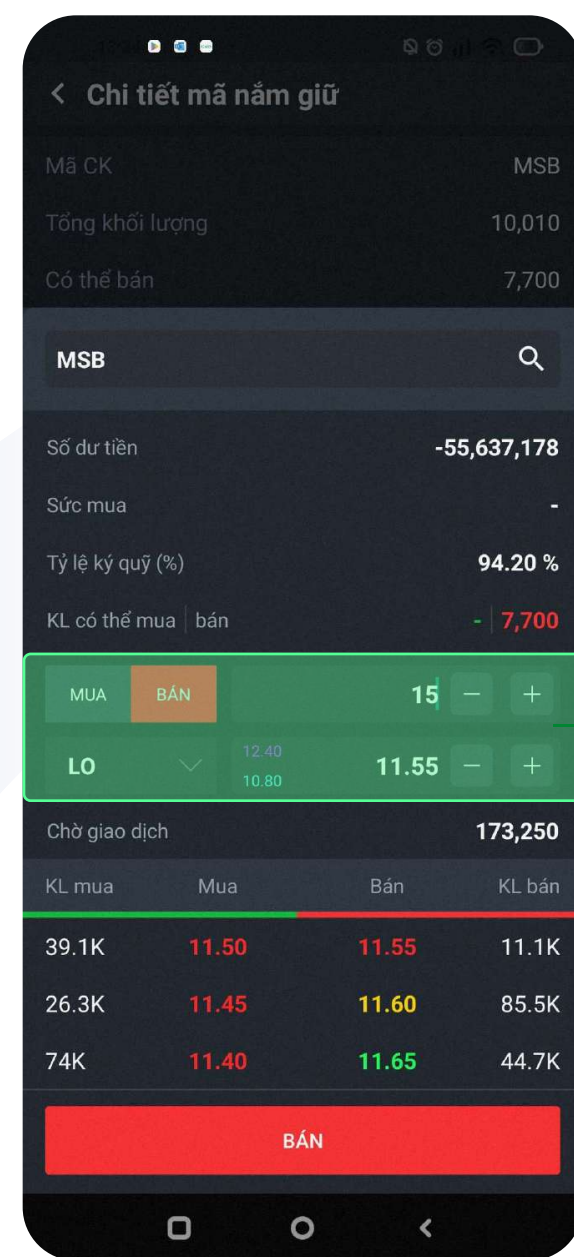 Chi tiết mã nắm giữ
Mã CK MSB
Tổng khối lượng 10,010
Có thể bán 7,700
MSB
Số dư tiền -55,637,178
Sức mua -
Tỷ lệ ký quỹ (%) 94.20 %
KL có thể mua | bán - | 7,700
MUA BÁN 15 − +
LO 12.40 11.55 − +
10.80
Chờ giao dịch 173,250
KL mua Mua Bán KL bán
39.1K 11.50 11.55 11.1K
26.3K 11.45 11.60 85.5K
74K 11.40 11.65 44.7K
BÁN